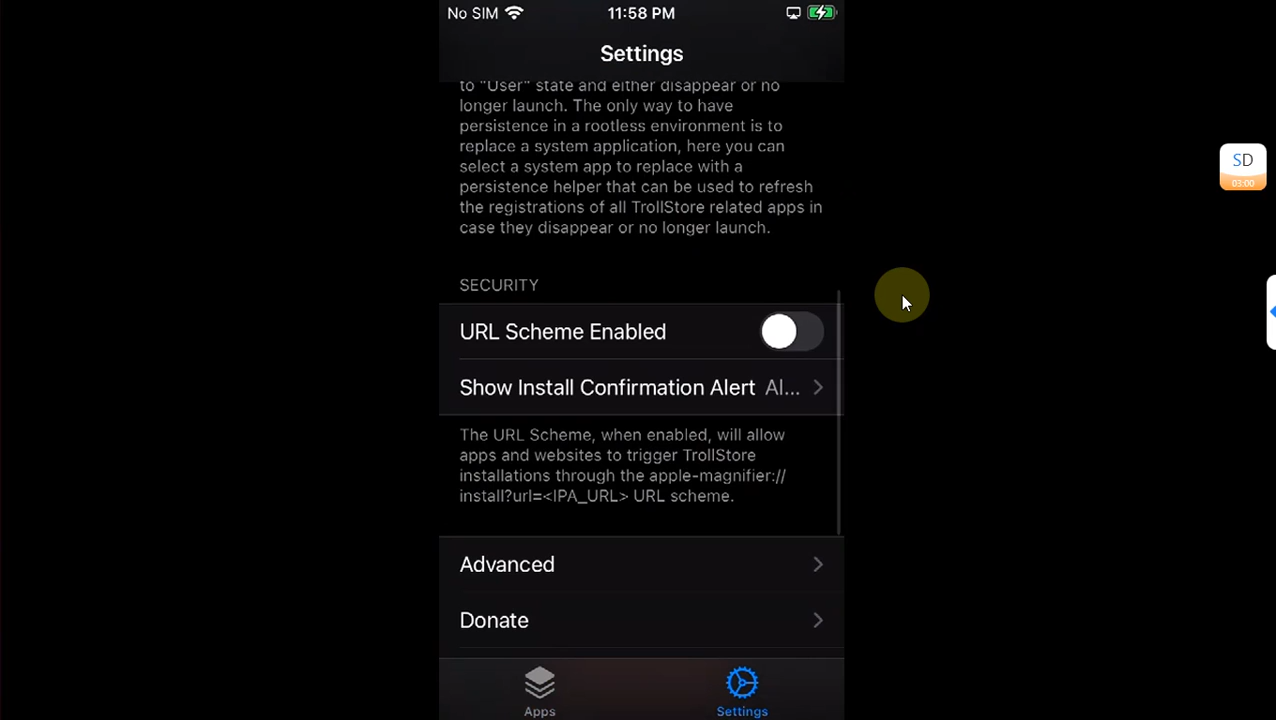 No SIM
11:58 PM
Settings
to "User" state and either disappear or no
longer launch. The only way to have
persistence in a rootless environment is to
replace a system application, here you can
select a system app to replace with a
persistence helper that can be used to refresh
the registrations of all TrollStore related apps in
case they disappear or no longer launch.
SECURITY
URL Scheme Enabled
Show Install Confirmation Alert Al...
The URL Scheme, when enabled, will allow
apps and websites to trigger TrollStore
installations through the apple-magnifier://
install?url=<IPA_URL> URL scheme.
Advanced
Donate
Apps
Settings
SD
03:00